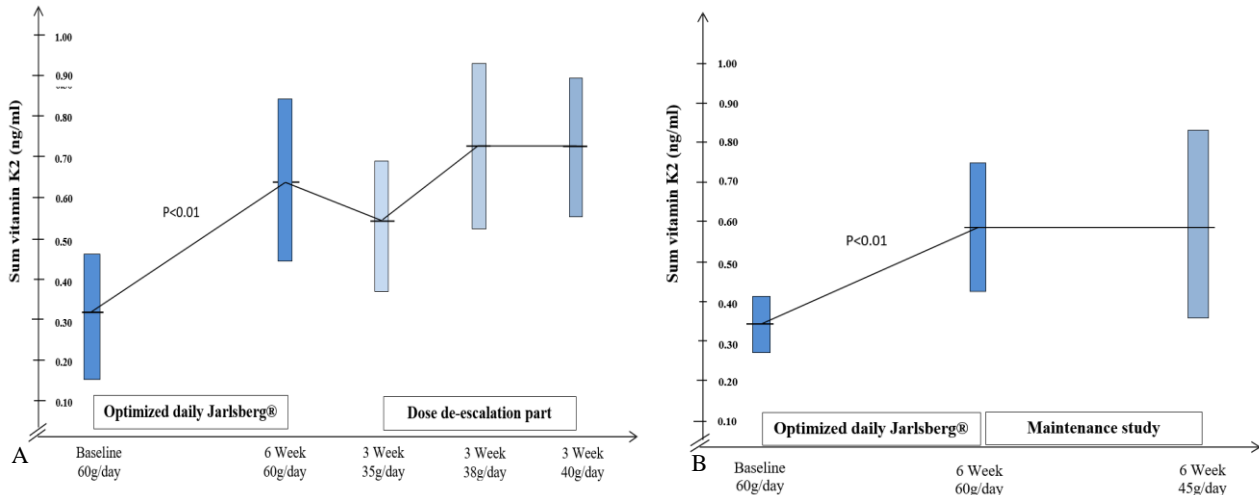 Sum vitamin K2 (ng/ml)
1.00
0.90
0.80
0.70
0.60
0.50
0.40
0.30
0.20
0.10
P<0.01
Optimized daily Jarlsberg®
Dose de-escalation part
Baseline
60g/day
6 Week
60g/day
3 Week
35g/day
3 Week
38g/day
3 Week
40g/day
A
Sum vitamin K2 (ng/ml)
1.00
0.90
0.80
0.70
0.60
0.50
0.40
0.30
0.20
0.10
P<0.01
Optimized daily Jarlsberg®
Maintenance study
Baseline
60g/day
6 Week
60g/day
6 Week
45g/day
B